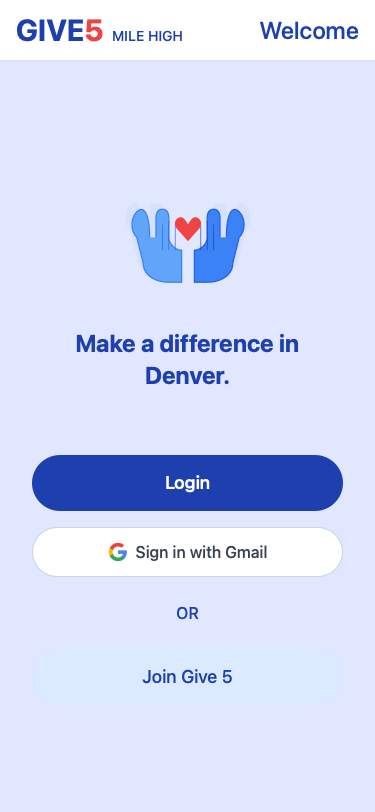 GIVE5 MILE HIGH
Welcome
Make a difference in
Denver.
Login
Sign in with Gmail
OR
Join Give 5